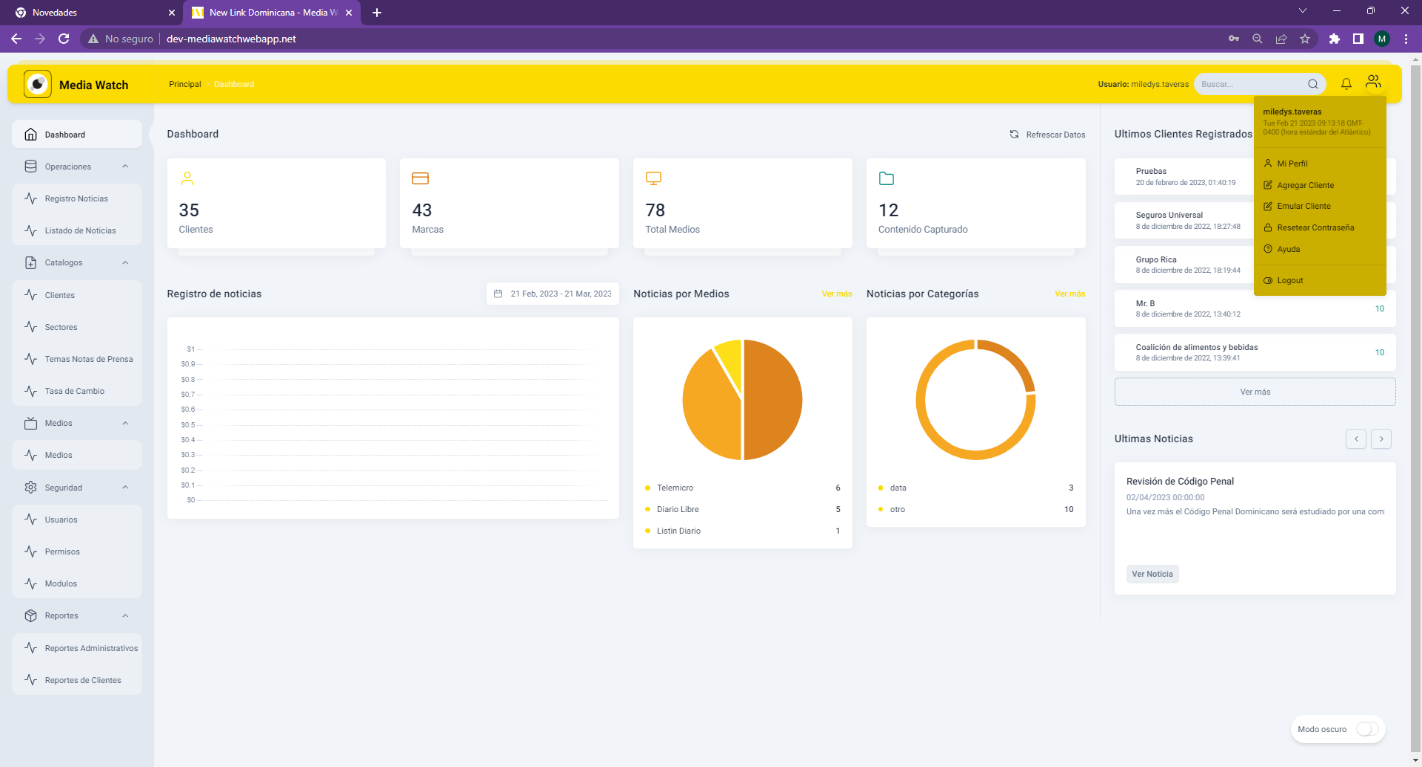 Novedades
New Link Dominicana - Media W
No seguro
dev-mediawatchwebapp.net
M
Media Watch
Principal
Dashboard
Usuario: miledys.taveras
Buscar...
miledys.taveras
Tue Feb 21 2023 09:13:18 GMT-
0400 (hora estándar del Atlántico)
Mi Perfil
Agregar Cliente
Emular Cliente
Resetear Contraseña
Ayuda
Logout
Dashboard
Operaciones
Registro Noticias
Listado de Noticias
Catalogos
Clientes
Sectores
Temas Notas de Prensa
Tasa de Cambio
Medios
Medios
Seguridad
Usuarios
Permisos
Modulos
Reportes
Reportes Administrativos
Reportes de Clientes
Dashboard
Refrescar Datos
35
Clientes
43
Marcas
78
Total Medios
12
Contenido Capturado
Registro de noticias
21 Feb, 2023 - 21 Mar, 2023
$1
$0.9
$0.8
$0.7
$0.6
$0.5
$0.4
$0.3
$0.2
$0.1
$0
Noticias por Medios
Ver más
Telemicro 6
Diario Libre 5
Listin Diario 1
Noticias por Categorías
Ver más
data 3
otro 10
Ultimos Clientes Registrados
Pruebas
20 de febrero de 2023, 01:40:19
Seguros Universal
8 de diciembre de 2022, 18:27:48
Grupo Rica
8 de diciembre de 2022, 18:19:44
Mr. B
8 de diciembre de 2022, 13:40:12
10
Coalición de alimentos y bebidas
8 de diciembre de 2022, 13:39:41
10
Ver más
Ultimas Noticias
Revisión de Código Penal
02/04/2023 00:00:00
Una vez más el Código Penal Dominicano será estudiado por una com
Ver Noticia
Modo oscuro